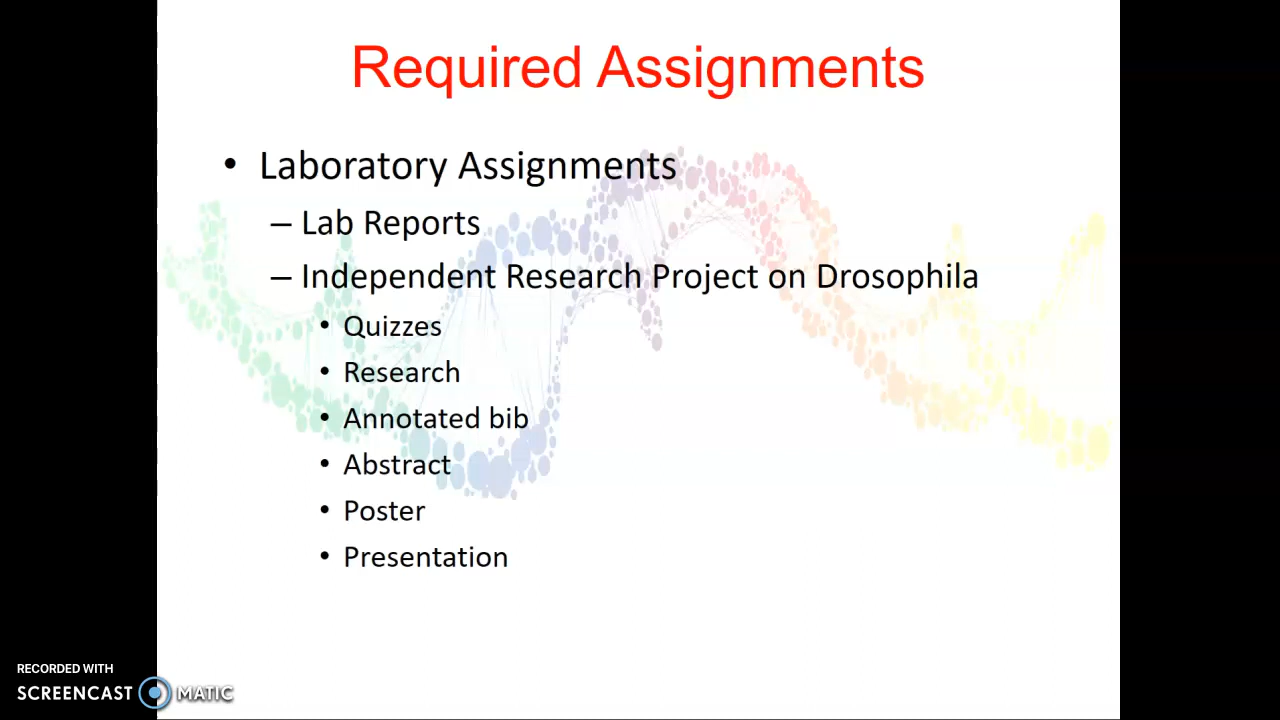 Required Assignments
• Laboratory Assignments
– Lab Reports
– Independent Research Project on Drosophila
• Quizzes
• Research
• Annotated bib
• Abstract
• Poster
• Presentation
RECORDED WITH
SCREENCAST MATIC